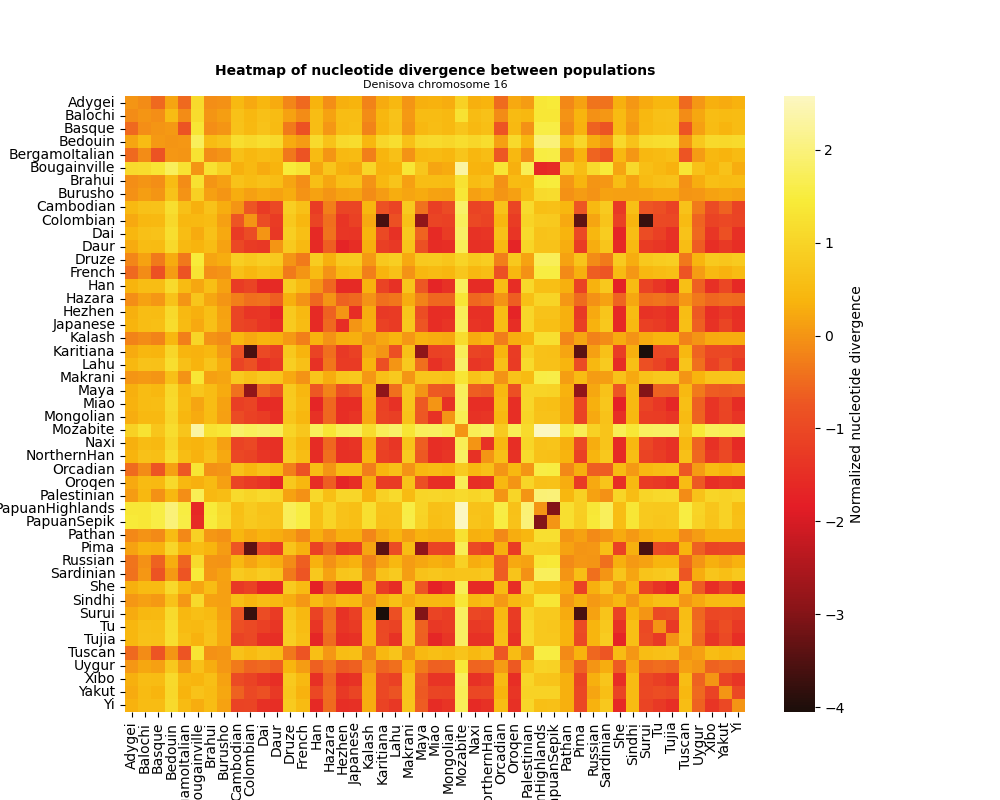 Heatmap of nucleotide divergence between populations
Denisova chromosome 16
Adygei
Balochi
Basque
Bedouin
BergamoItalian
Bougainville
Brahui
Burusho
Cambodian
Colombian
Dai
Daur
Druze
French
Han
Hazara
Hezhen
Japanese
Kalash
Karitiana
Lahu
Makrani
Maya
Miao
Mongolian
Mozabite
Naxi
NorthernHan
Orcadian
Oroqen
Palestinian
PapuanHighlands
PapuanSepik
Pathan
Pima
Russian
Sardinian
She
Sindhi
Surui
Tu
Tujia
Tuscan
Uygur
Xibo
Yakut
Yi
Adygei
Balochi
Basque
Bedouin
gamoItalian
ougainville
Brahui
Burusho
Cambodian
Colombian
Dai
Daur
Druze
French
Han
Hazara
Hezhen
Japanese
Kalash
Karitiana
Lahu
Makrani
Maya
Miao
Mongolian
Mozabite
Naxi
orthernHan
Orcadian
Oroqen
Palestinian
nHighlands
apuanSepik
Pathan
Pima
Russian
Sardinian
She
Sindhi
Surui
Tu
Tujia
Tuscan
Uygur
Xibo
Yakut
Yi
2
1
0
−1
−2
−3
−4
Normalized nucleotide divergence